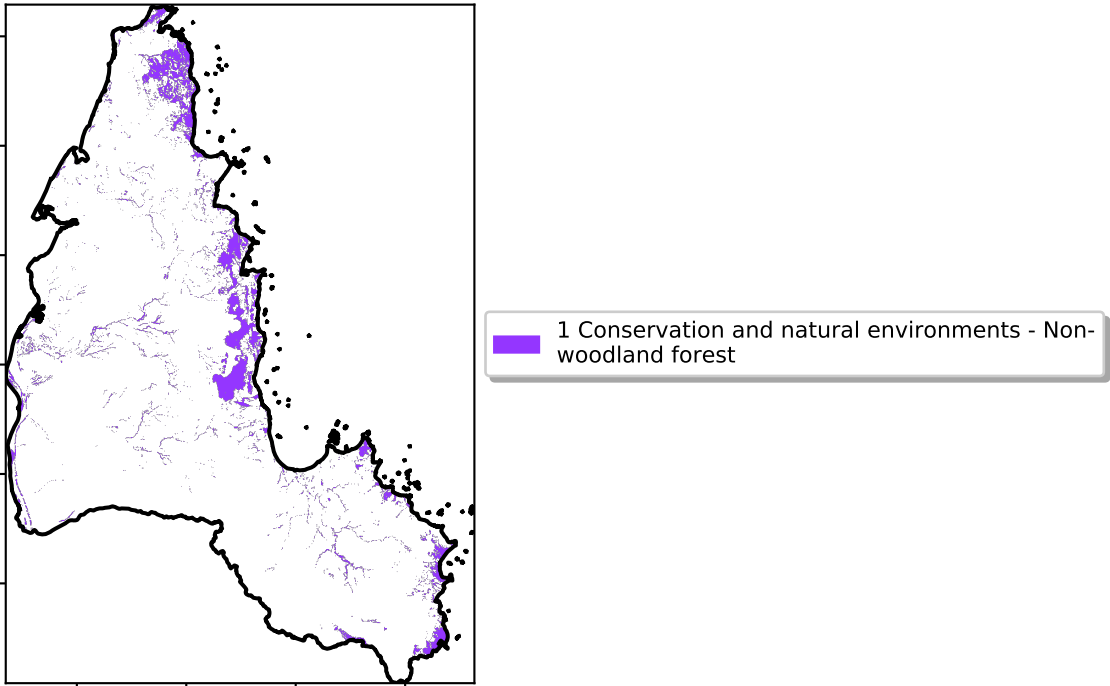 1 Conservation and natural environments - Non-
woodland forest